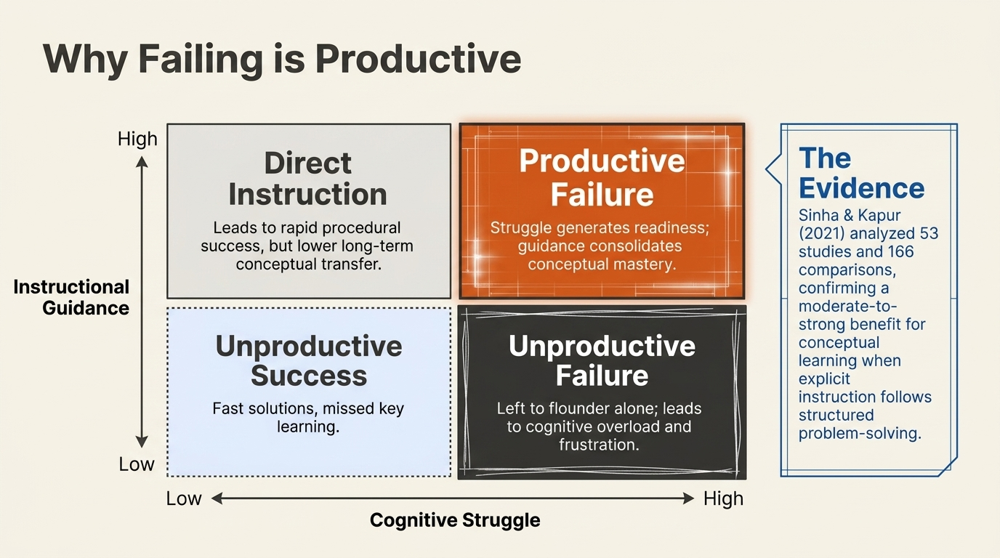 Why Failing is Productive
High
Instructional
Guidance
Low
Direct
Instruction
Leads to rapid procedural
success, but lower long-term
conceptual transfer.
Productive
Failure
Struggle generates readiness;
guidance consolidates
conceptual mastery.
Unproductive
Success
Fast solutions, missed key
learning.
Unproductive
Failure
Left to flounder alone; leads
to cognitive overload and
frustration.
Low
High
Cognitive Struggle
The
Evidence
Sinha & Kapur
(2021) analyzed 53
studies and 166
comparisons,
confirming a
moderate-to-
strong benefit for
conceptual
learning when
explicit
instruction follows
structured
problem-solving.